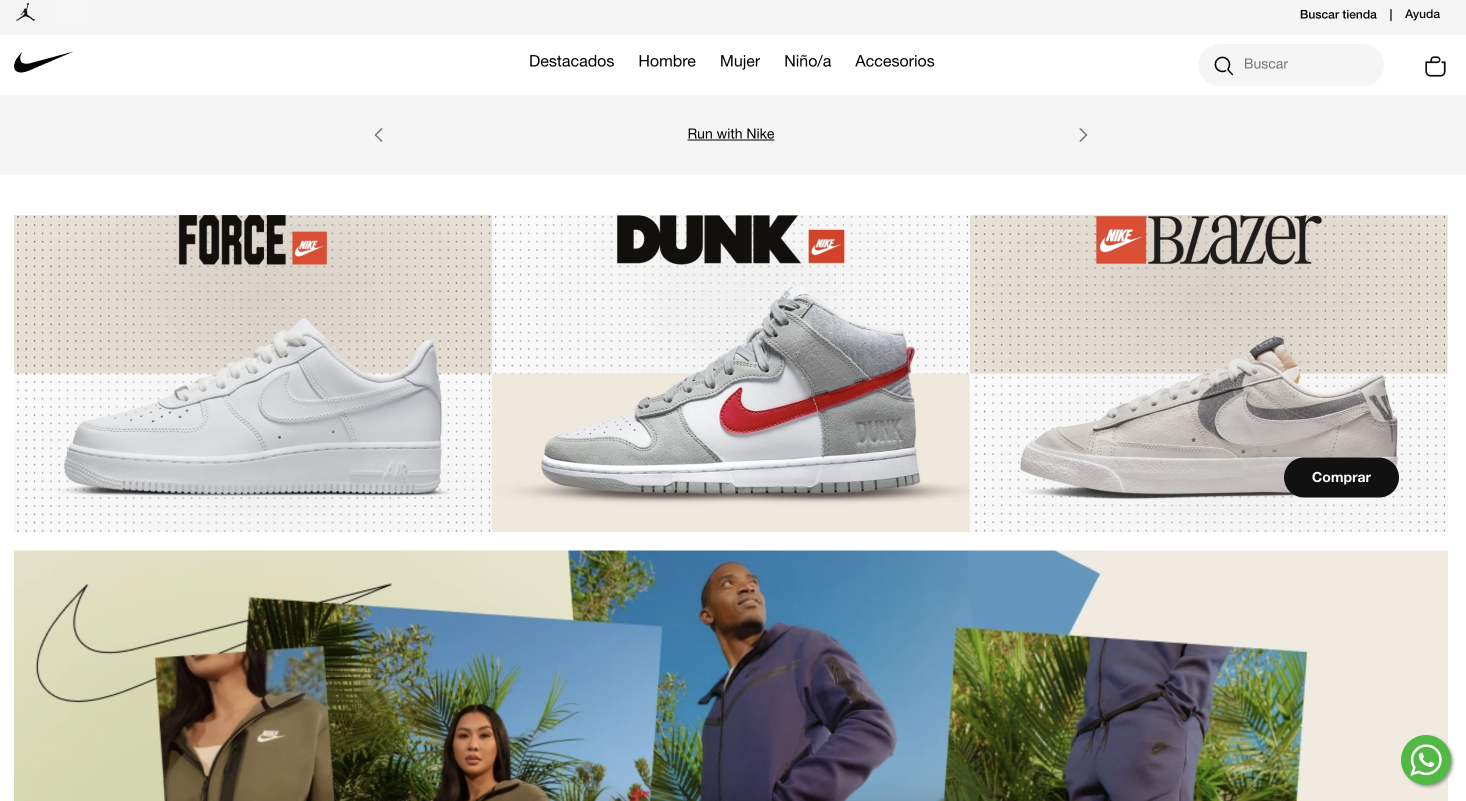 Buscar tienda | Ayuda
Destacados Hombre Mujer Niño/a Accesorios Buscar
Run with Nike
FORCE NIKE
DUNK NIKE
NIKE Blazer
AIR
DUNK
Comprar
NIKE